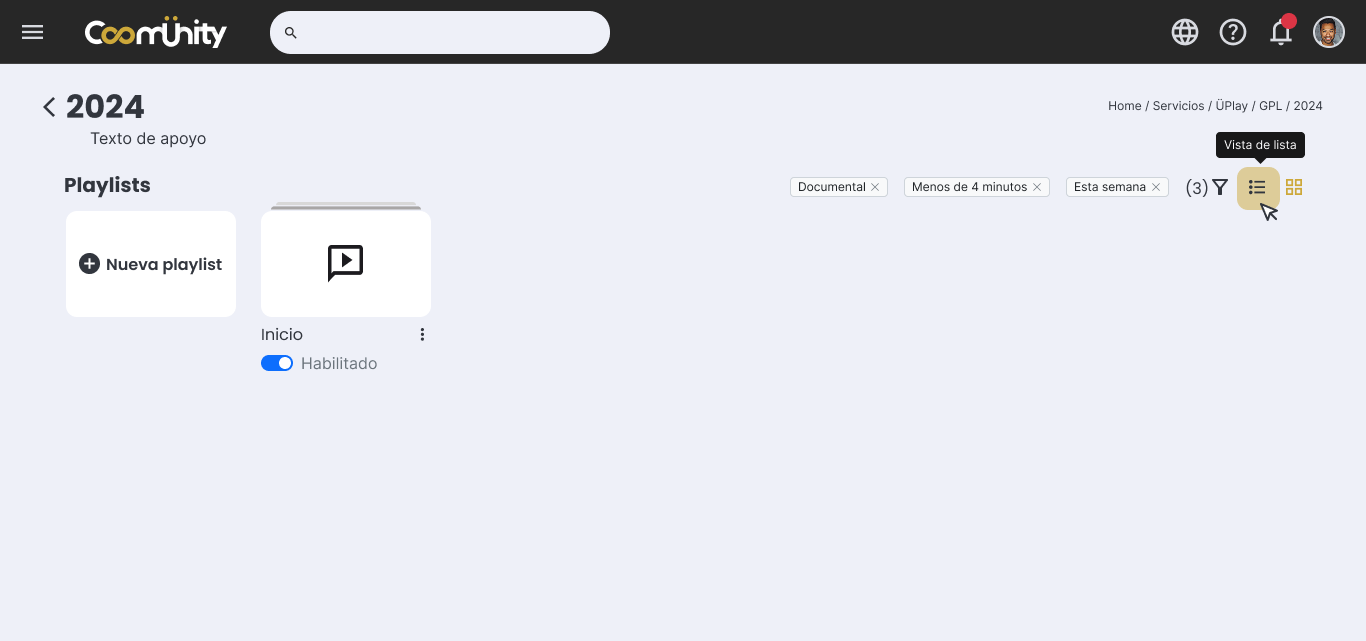 CoomÜnity
2024
Home / Servicios / ÜPlay / GPL / 2024
Texto de apoyo
Vista de lista
Playlists
Documental
Menos de 4 minutos
Esta semana
(3)
Nueva playlist
Inicio
Habilitado